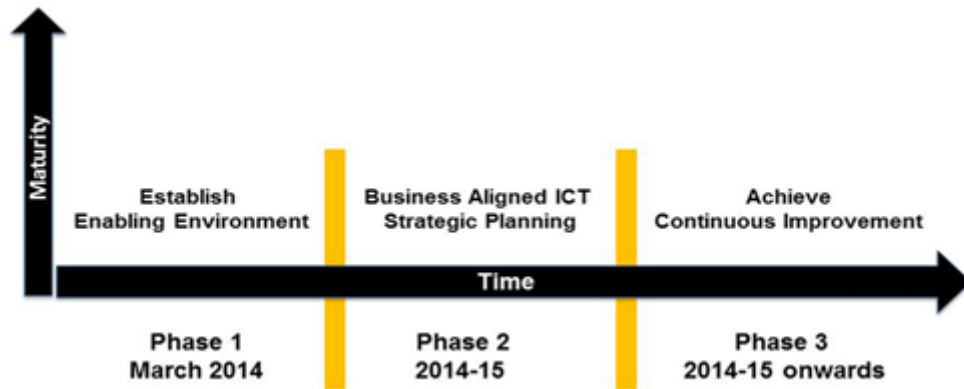 Maturity
Establish
Enabling Environment
Business Aligned ICT
Strategic Planning
Achieve
Continuous Improvement
Time
Phase 1
March 2014
Phase 2
2014-15
Phase 3
2014-15 onwards